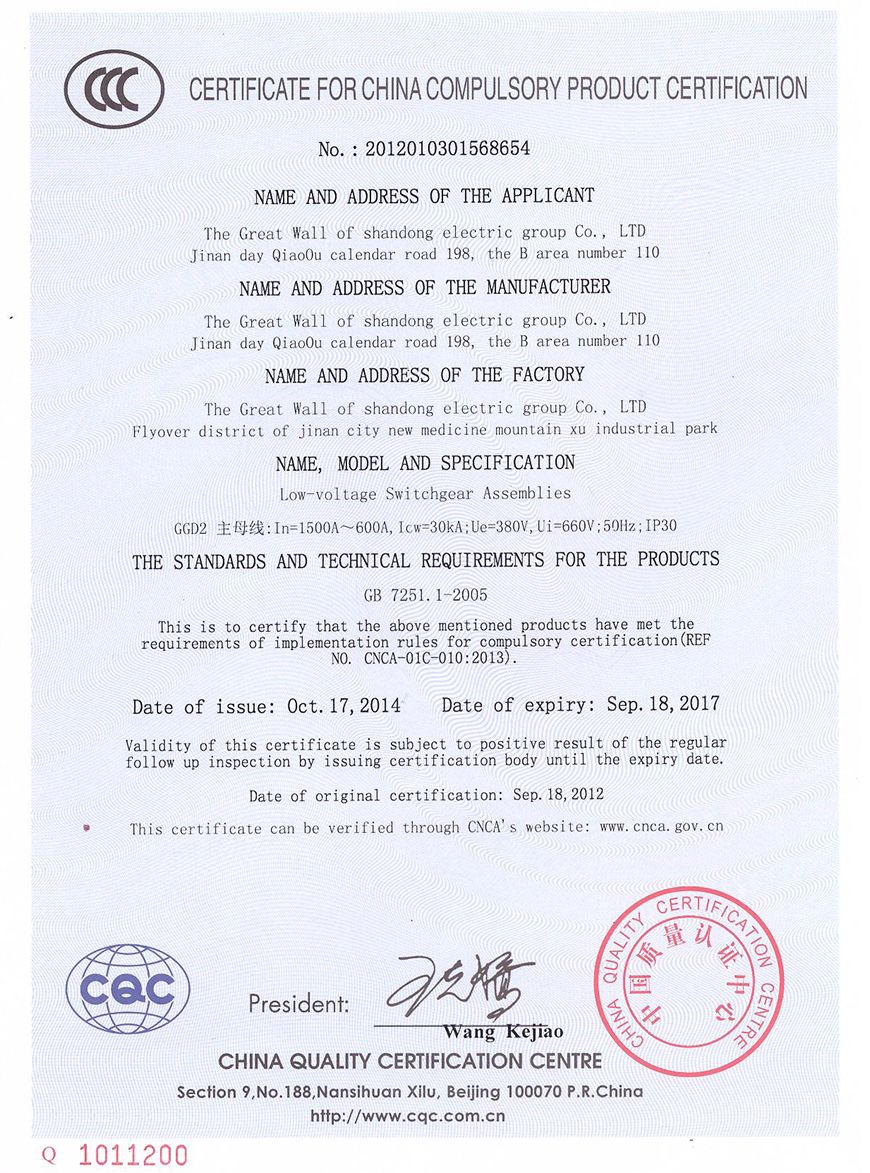 CCC CERTIFICATE FOR CHINA COMPULSORY PRODUCT CERTIFICATION
No.: 2012010301568654
NAME AND ADDRESS OF THE APPLICANT
The Great Wall of shandong electric group Co., LTD
Jinan day QiaoOu calendar road 198, the B area number 110
NAME AND ADDRESS OF THE MANUFACTURER
The Great Wall of shandong electric group Co., LTD
Jinan day QiaoOu calendar road 198, the B area number 110
NAME AND ADDRESS OF THE FACTORY
The Great Wall of shandong electric group Co., LTD
Flyover district of jinan city new medicine mountain xu industrial park
NAME, MODEL AND SPECIFICATION
Low-voltage Switchgear Assemblies
GGD2 主母线:In=1500A~600A,Icw=30kA;Ue=380V,Ui=660V;50Hz;IP30
THE STANDARDS AND TECHNICAL REQUIREMENTS FOR THE PRODUCTS
GB 7251.1-2005
This is to certify that the above mentioned products have met the
requirements of implementation rules for compulsory certification(REF
NO. CNCA-01C-010:2013).
Date of issue: Oct.17,2014 Date of expiry: Sep.18,2017
Validity of this certificate is subject to positive result of the regular
follow up inspection by issuing certification body until the expiry date.
Date of original certification: Sep.18,2012
This certificate can be verified through CNCA's website: www.cnca.gov.cn
CQC
President: 王克娇
Wang Kejiao
CHINA QUALITY CERTIFICATION CENTRE
中国质量认证中心
CHINA QUALITY CERTIFICATION CENTRE
Section 9,No.188,Nansihuan Xilu, Beijing 100070 P.R.China
http://www.cqc.com.cn
Q 1011200